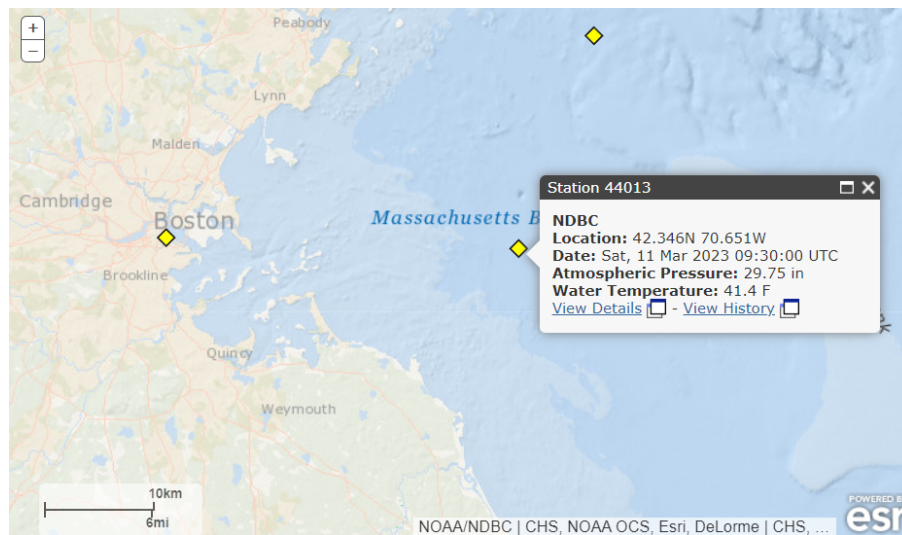 +
−
Peabody
Lynn
Malden
Cambridge
Boston
Massachusetts B
Brookline
Quincy
Weymouth
Station 44013
NDBC
Location: 42.346N 70.651W
Date: Sat, 11 Mar 2023 09:30:00 UTC
Atmospheric Pressure: 29.75 in
Water Temperature: 41.4 F
View Details - View History
10km
6mi
NOAA/NDBC | CHS, NOAA OCS, Esri, DeLorme | CHS, ...
POWERED B
esr